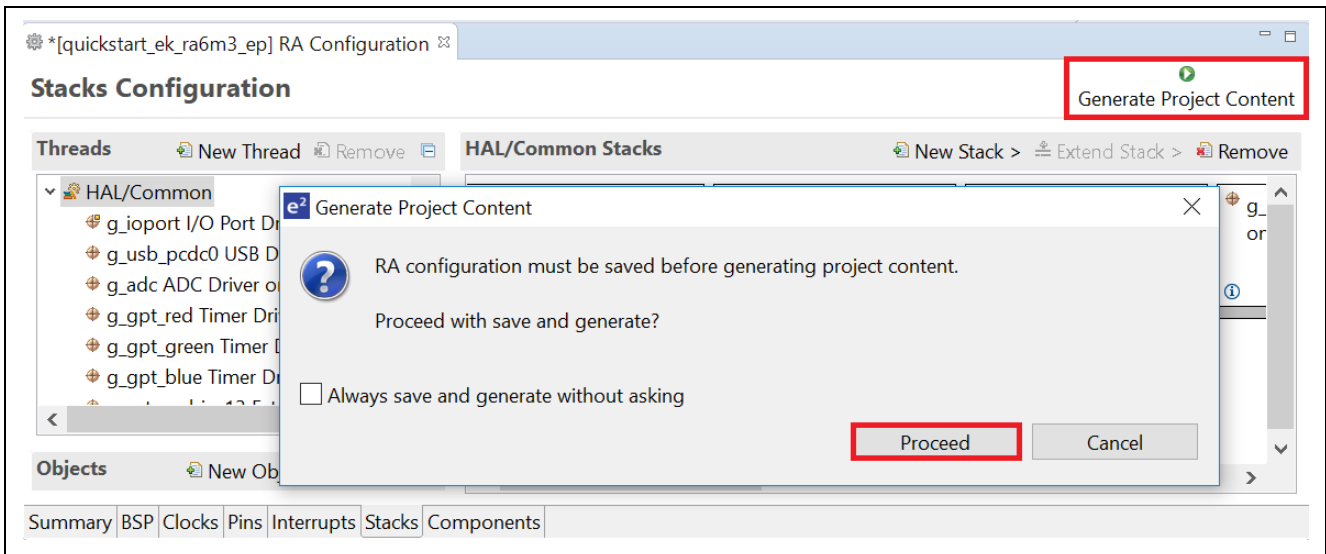 *[quickstart_ek_ra6m3_ep] RA Configuration
Stacks Configuration
Generate Project Content
Threads
New Thread
Remove
HAL/Common Stacks
New Stack >
Extend Stack >
Remove
HAL/Common
g_ioport I/O Port Dr
g_usb_pcdc0 USB D
g_adc ADC Driver o
g_gpt_red Timer Dri
g_gpt_green Timer
g_gpt_blue Timer Dr
g_
or
e² Generate Project Content
RA configuration must be saved before generating project content.
Proceed with save and generate?
Always save and generate without asking
Proceed
Cancel
Objects
New Ob
Summary BSP Clocks Pins Interrupts Stacks Components